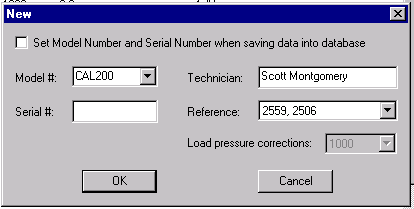 New
Set Model Number and Serial Number when saving data into database
Model #: CAL200 Technician: Scott Montgomery
Serial #: Reference: 2559, 2506
Load pressure corrections: 1000
OK Cancel